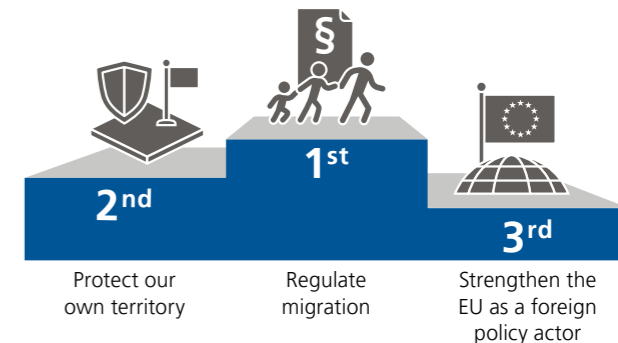 §
1st
2nd
3rd
Protect our
own territory
Regulate
migration
Strengthen the
EU as a foreign
policy actor